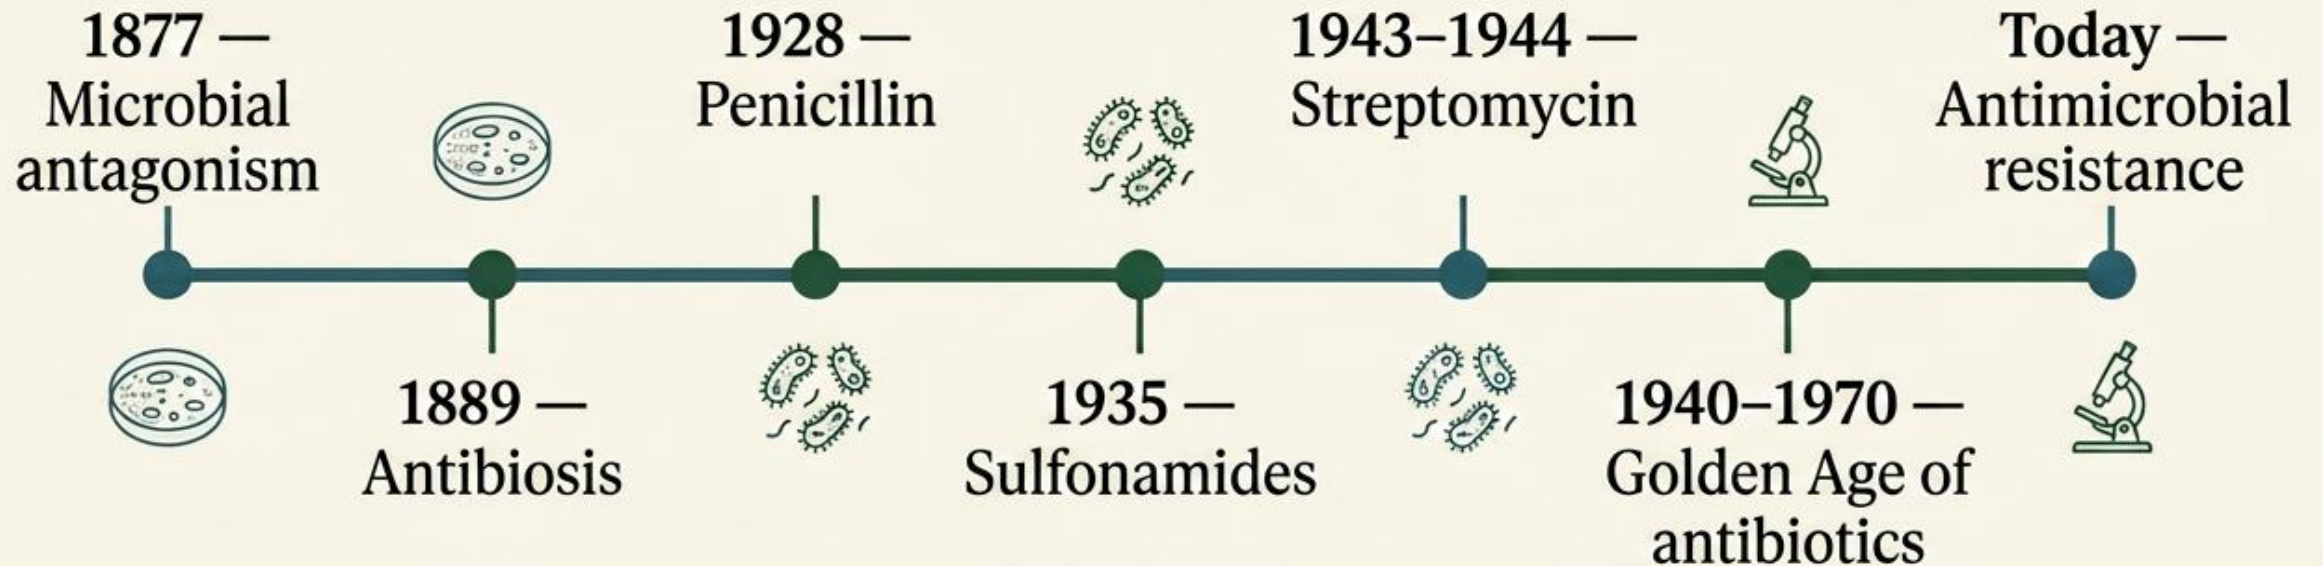 1877 —
Microbial
antagonism
1889 —
Antibiosis
1928 —
Penicillin
1935 —
Sulfonamides
1943–1944 —
Streptomycin
1940–1970 —
Golden Age of
antibiotics
Today —
Antimicrobial
resistance